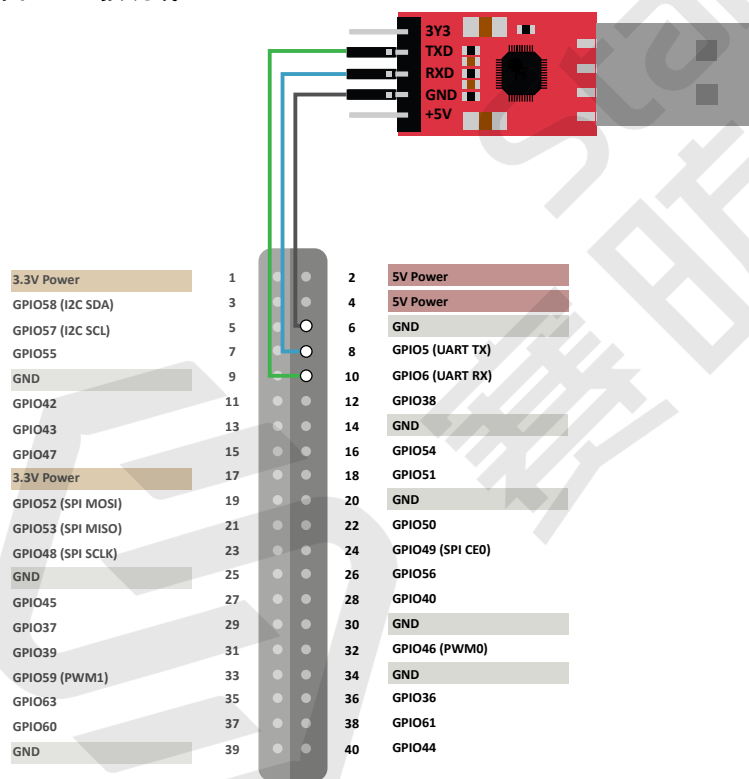 3Y3
TXD
RXD
GND
+5V
3.3V Power 1 2 5V Power
GPIO58 (I2C SDA) 3 4 5V Power
GPIO57 (I2C SCL) 5 6 GND
GPIO55 7 8 GPIO5 (UART TX)
GND 9 10 GPIO6 (UART RX)
GPIO42 11 12 GPIO38
GPIO43 13 14 GND
GPIO47 15 16 GPIO54
3.3V Power 17 18 GPIO51
GPIO52 (SPI MOSI) 19 20 GND
GPIO53 (SPI MISO) 21 22 GPIO50
GPIO48 (SPI SCLK) 23 24 GPIO49 (SPI CE0)
GND 25 26 GPIO56
GPIO45 27 28 GPIO40
GPIO37 29 30 GND
GPIO39 31 32 GPIO46 (PWM0)
GPIO59 (PWM1) 33 34 GND
GPIO63 35 36 GPIO36
GPIO60 37 38 GPIO61
GND 39 40 GPIO44